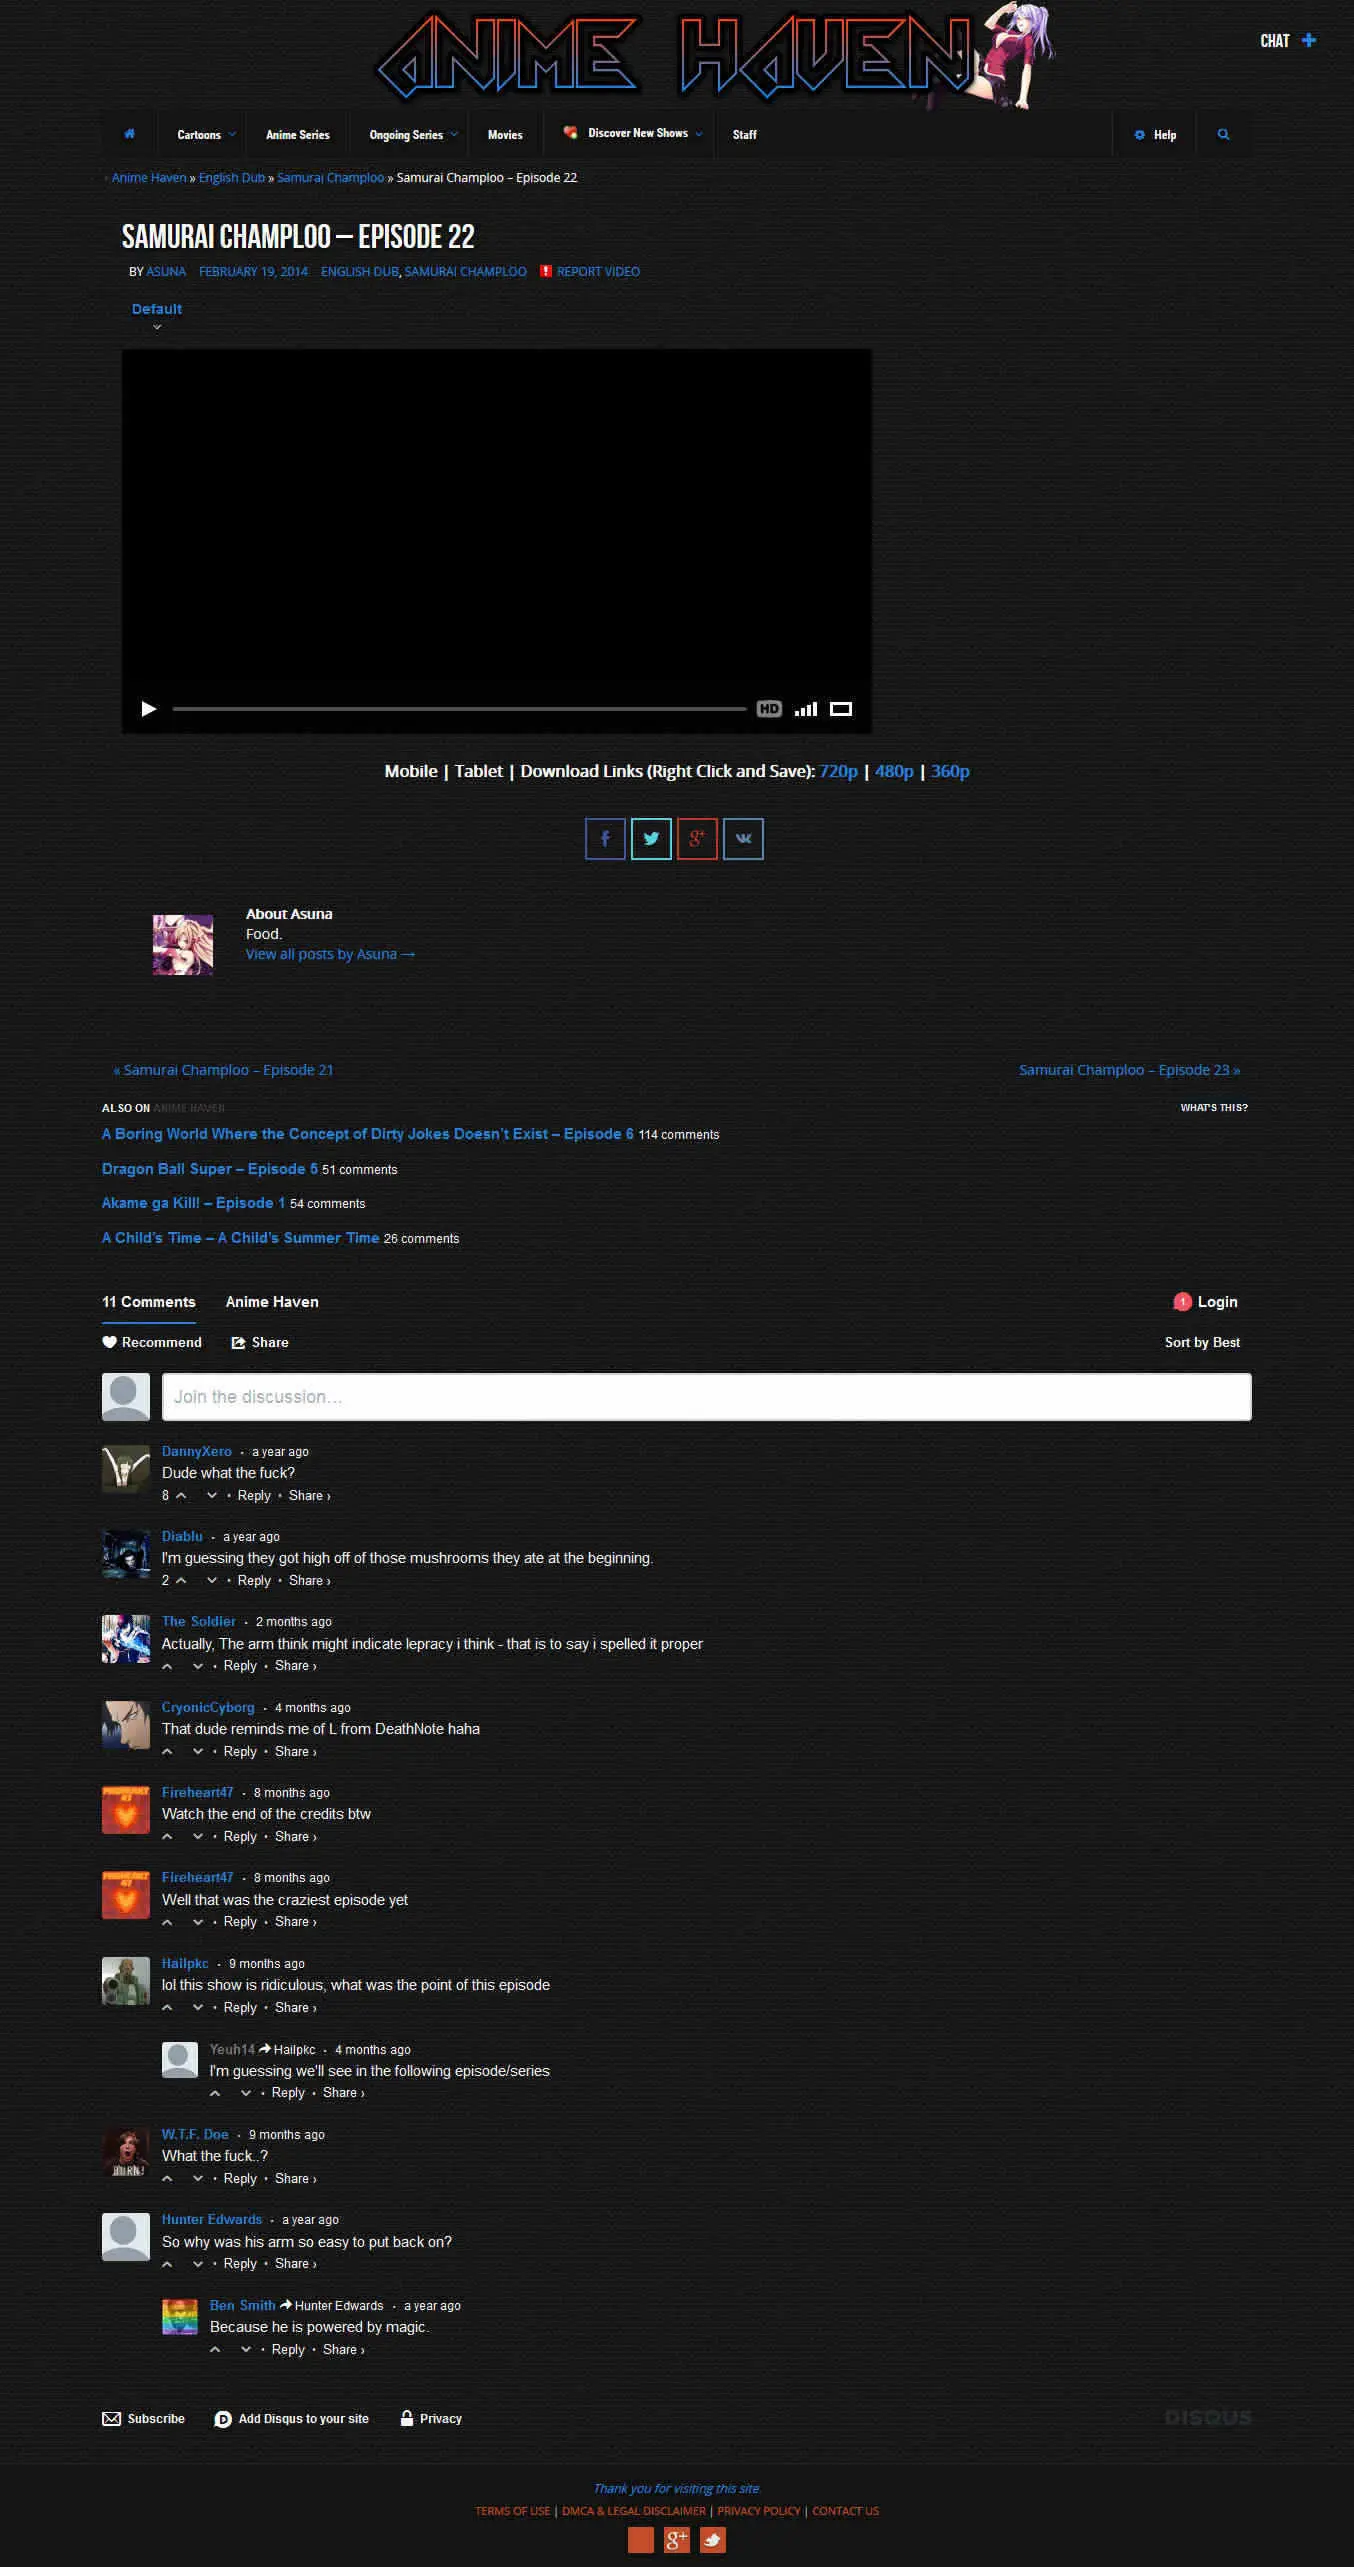 ANIME HAVEN
CHAT
Cartoons Anime Series Ongoing Series Movies Discover New Shows Staff Help
Anime Haven » English Dub » Samurai Champloo » Samurai Champloo – Episode 22
SAMURAI CHAMPLOO – EPISODE 22
BY ASUNA FEBRUARY 19, 2014 ENGLISH DUB, SAMURAI CHAMPLOO REPORT VIDEO
Default
HD
Mobile | Tablet | Download Links (Right Click and Save): 720p | 480p | 360p
About Asuna
Food.
View all posts by Asuna →
« Samurai Champloo – Episode 21
Samurai Champloo – Episode 23 »
ALSO ON ANIME HAVEN
WHAT'S THIS?
A Boring World Where the Concept of Dirty Jokes Doesn't Exist – Episode 6 114 comments
Dragon Ball Super – Episode 5 51 comments
Akame ga Kill! – Episode 1 54 comments
A Child's Time – A Child's Summer Time 26 comments
11 Comments Anime Haven 1 Login
Recommend Share Sort by Best
Join the discussion…
DannyXero • a year ago
Dude what the fuck?
8 • Reply • Share ›
Diablu • a year ago
I'm guessing they got high off of those mushrooms they ate at the beginning.
2 • Reply • Share ›
The Soldier • 2 months ago
Actually, The arm think might indicate lepracy i think - that is to say i spelled it proper
• Reply • Share ›
CryonicCyborg • 4 months ago
That dude reminds me of L from DeathNote haha
• Reply • Share ›
Fireheart47 • 8 months ago
Watch the end of the credits btw
• Reply • Share ›
Fireheart47 • 8 months ago
Well that was the craziest episode yet
• Reply • Share ›
Hailpkc • 9 months ago
lol this show is ridiculous, what was the point of this episode
• Reply • Share ›
Yeuh14 Hailpkc • 4 months ago
I'm guessing we'll see in the following episode/series
• Reply • Share ›
W.T.F. Doe • 9 months ago
What the fuck..?
• Reply • Share ›
Hunter Edwards • a year ago
So why was his arm so easy to put back on?
• Reply • Share ›
Ben Smith Hunter Edwards • a year ago
Because he is powered by magic.
• Reply • Share ›
Subscribe Add Disqus to your site Privacy DISQUS
Thank you for visiting this site.
TERMS OF USE | DMCA & LEGAL DISCLAIMER | PRIVACY POLICY | CONTACT US
g+